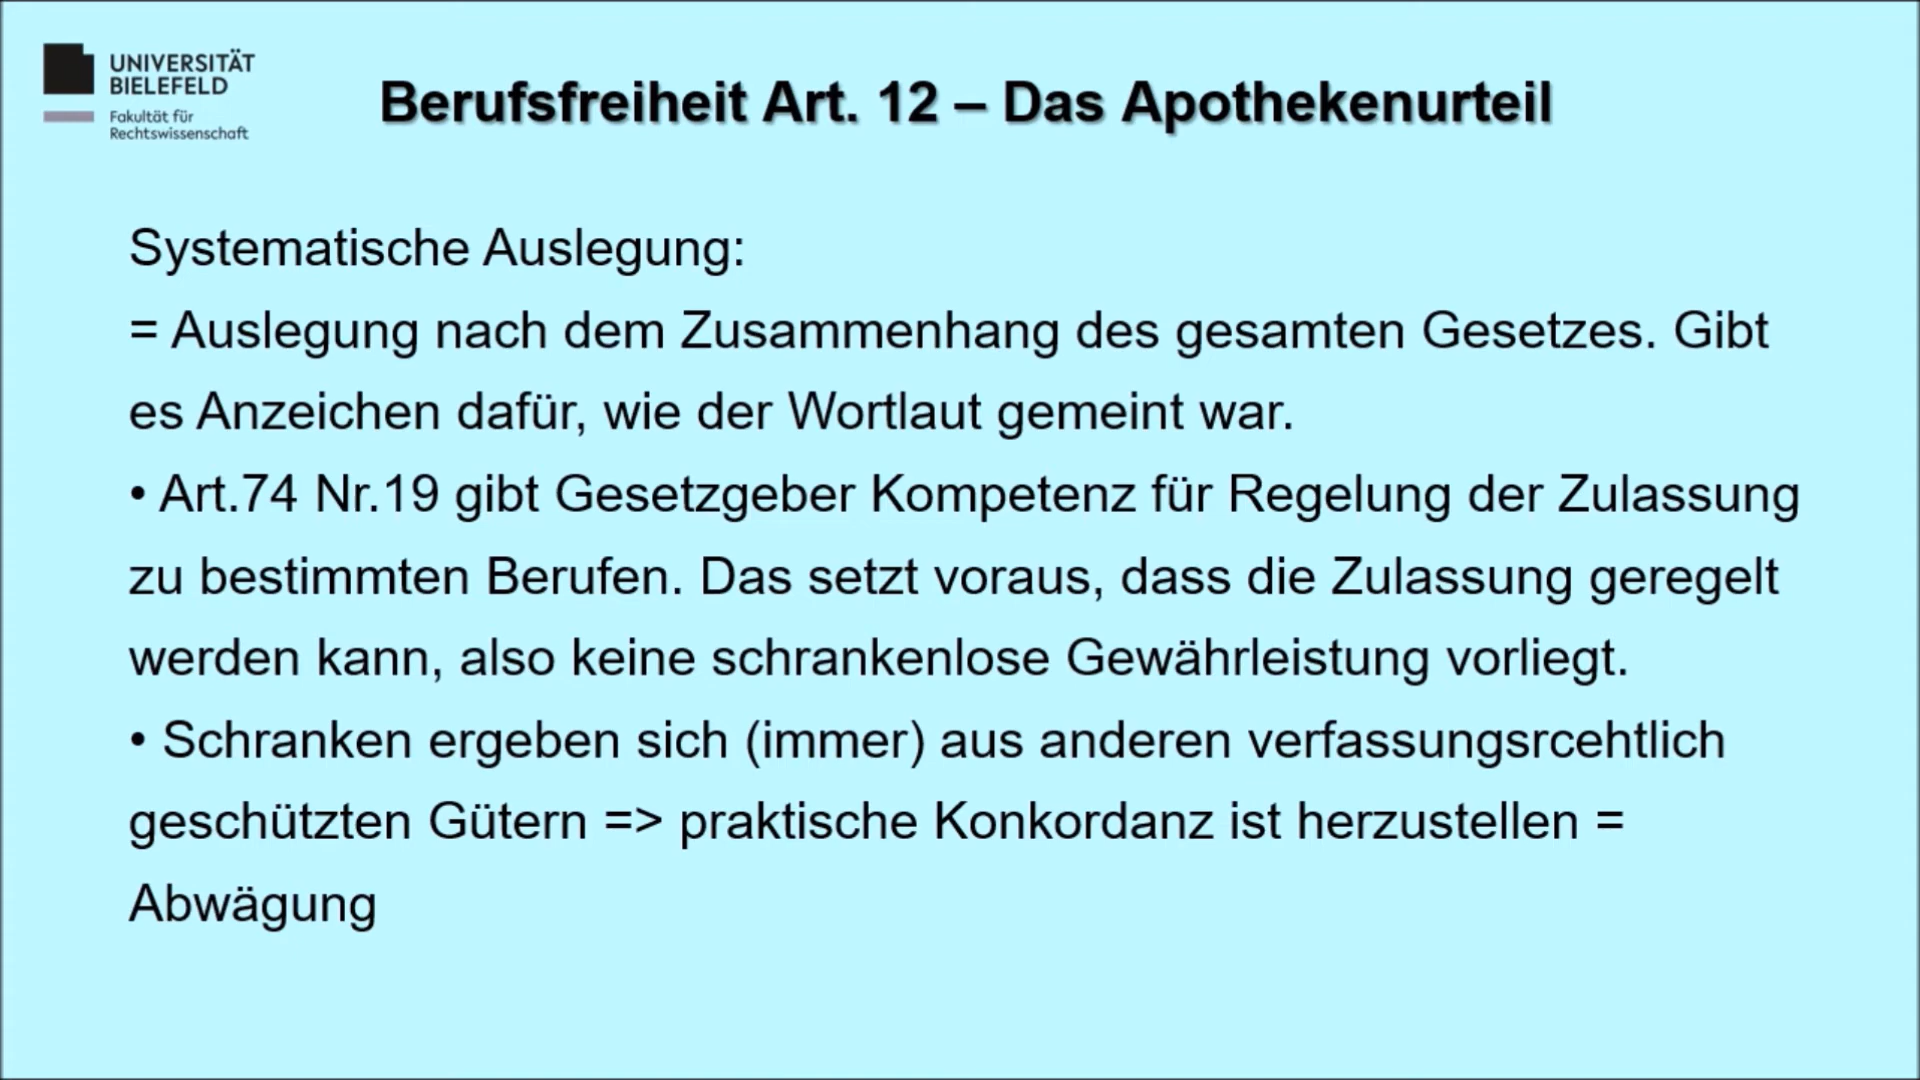 UNIVERSITÄT
BIELEFELD
Fakultät für
Rechtswissenschaft
Berufsfreiheit Art. 12 – Das Apothekenurteil
Systematische Auslegung:
= Auslegung nach dem Zusammenhang des gesamten Gesetzes. Gibt
es Anzeichen dafür, wie der Wortlaut gemeint war.
• Art.74 Nr.19 gibt Gesetzgeber Kompetenz für Regelung der Zulassung
zu bestimmten Berufen. Das setzt voraus, dass die Zulassung geregelt
werden kann, also keine schrankenlose Gewährleistung vorliegt.
• Schranken ergeben sich (immer) aus anderen verfassungsrcehtlich
geschützten Gütern => praktische Konkordanz ist herzustellen =
Abwägung